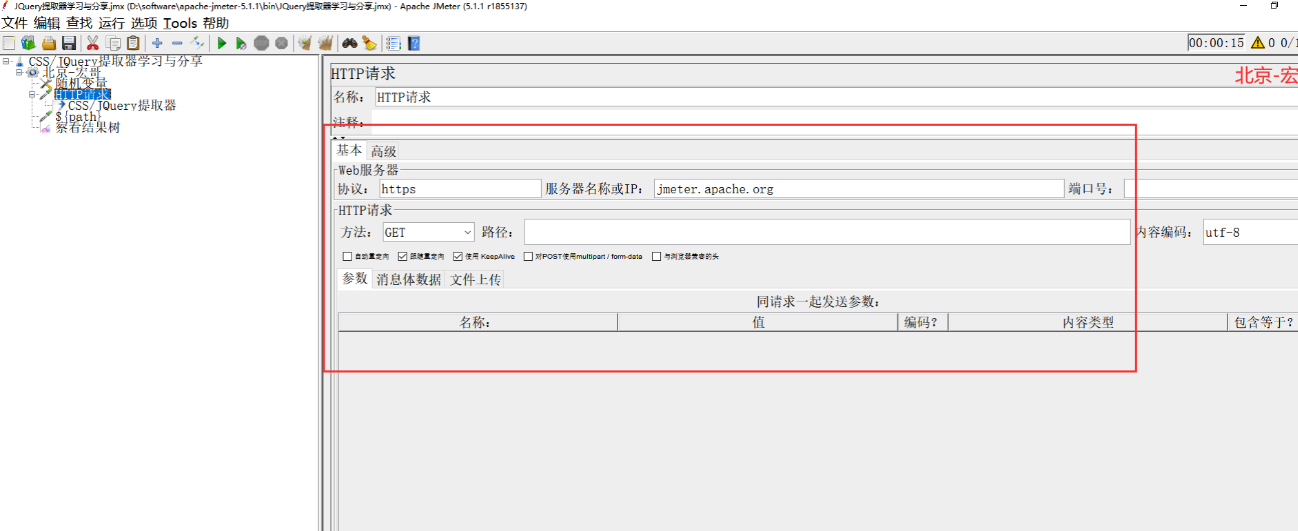 JQuery提取器学习与分享.jmx (D:\software\apache-jmeter-5.1.1\bin\JQuery提取器学习与分享.jmx) - Apache JMeter (5.1.1 r1855137)
文件 编辑 查找 运行 选项 Tools 帮助
00:00:15 0 0/1
CSS/JQuery提取器学习与分享
北京-宏哥
随机变量
HTTP请求
CSS/JQuery提取器
${path}
察看结果树
HTTP请求
北京-宏
名称: HTTP请求
注释:
基本 高级
Web服务器
协议: https 服务器名称或IP: jmeter.apache.org 端口号:
HTTP请求
方法: GET 路径: 内容编码: utf-8
自动重定向 跟随重定向 使用 KeepAlive 对POST使用multipart / form-data 与浏览器兼容的头
参数 消息体数据 文件上传
同请求一起发送参数:
名称: 值 编码? 内容类型 包含等于?